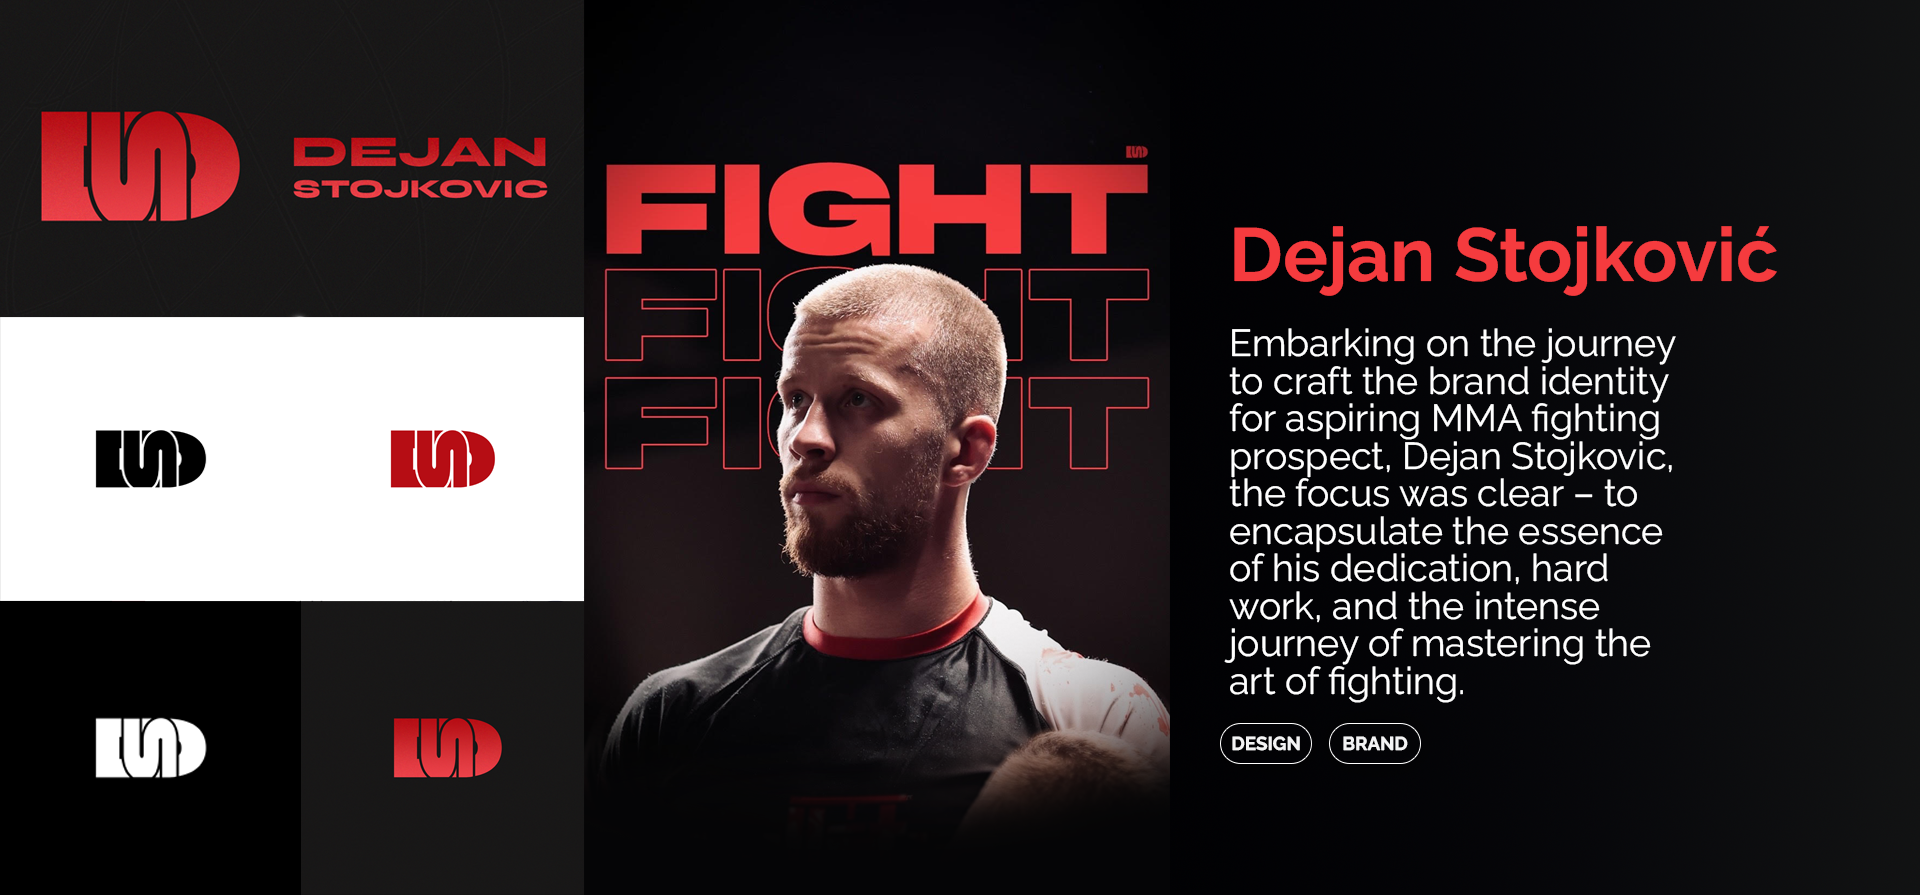 DEJAN
STOJKOVIC
FIGHT
FIGHT
FIGHT
Dejan Stojković
Embarking on the journey
to craft the brand identity
for aspiring MMA fighting
prospect, Dejan Stojkovic,
the focus was clear – to
encapsulate the essence
of his dedication, hard
work, and the intense
journey of mastering the
art of fighting.
DESIGN
BRAND